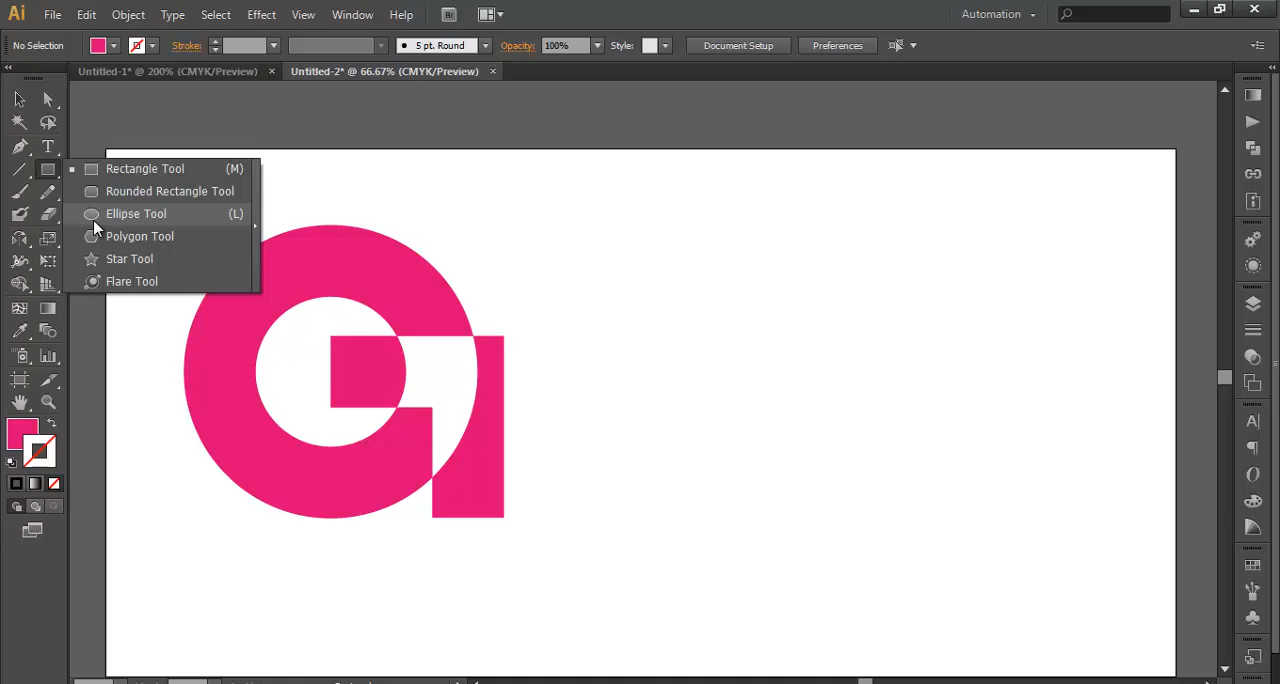 Ai File Edit Object Type Select Effect View Window Help Br Automation
No Selection Stroke: 5 pt. Round Opacity: 100% Style: Document Setup Preferences
Untitled-1* @ 200% (CMYK/Preview) × Untitled-2* @ 66.67% (CMYK/Preview) ×
Rectangle Tool (M)
Rounded Rectangle Tool
Ellipse Tool (L)
Polygon Tool
Star Tool
Flare Tool